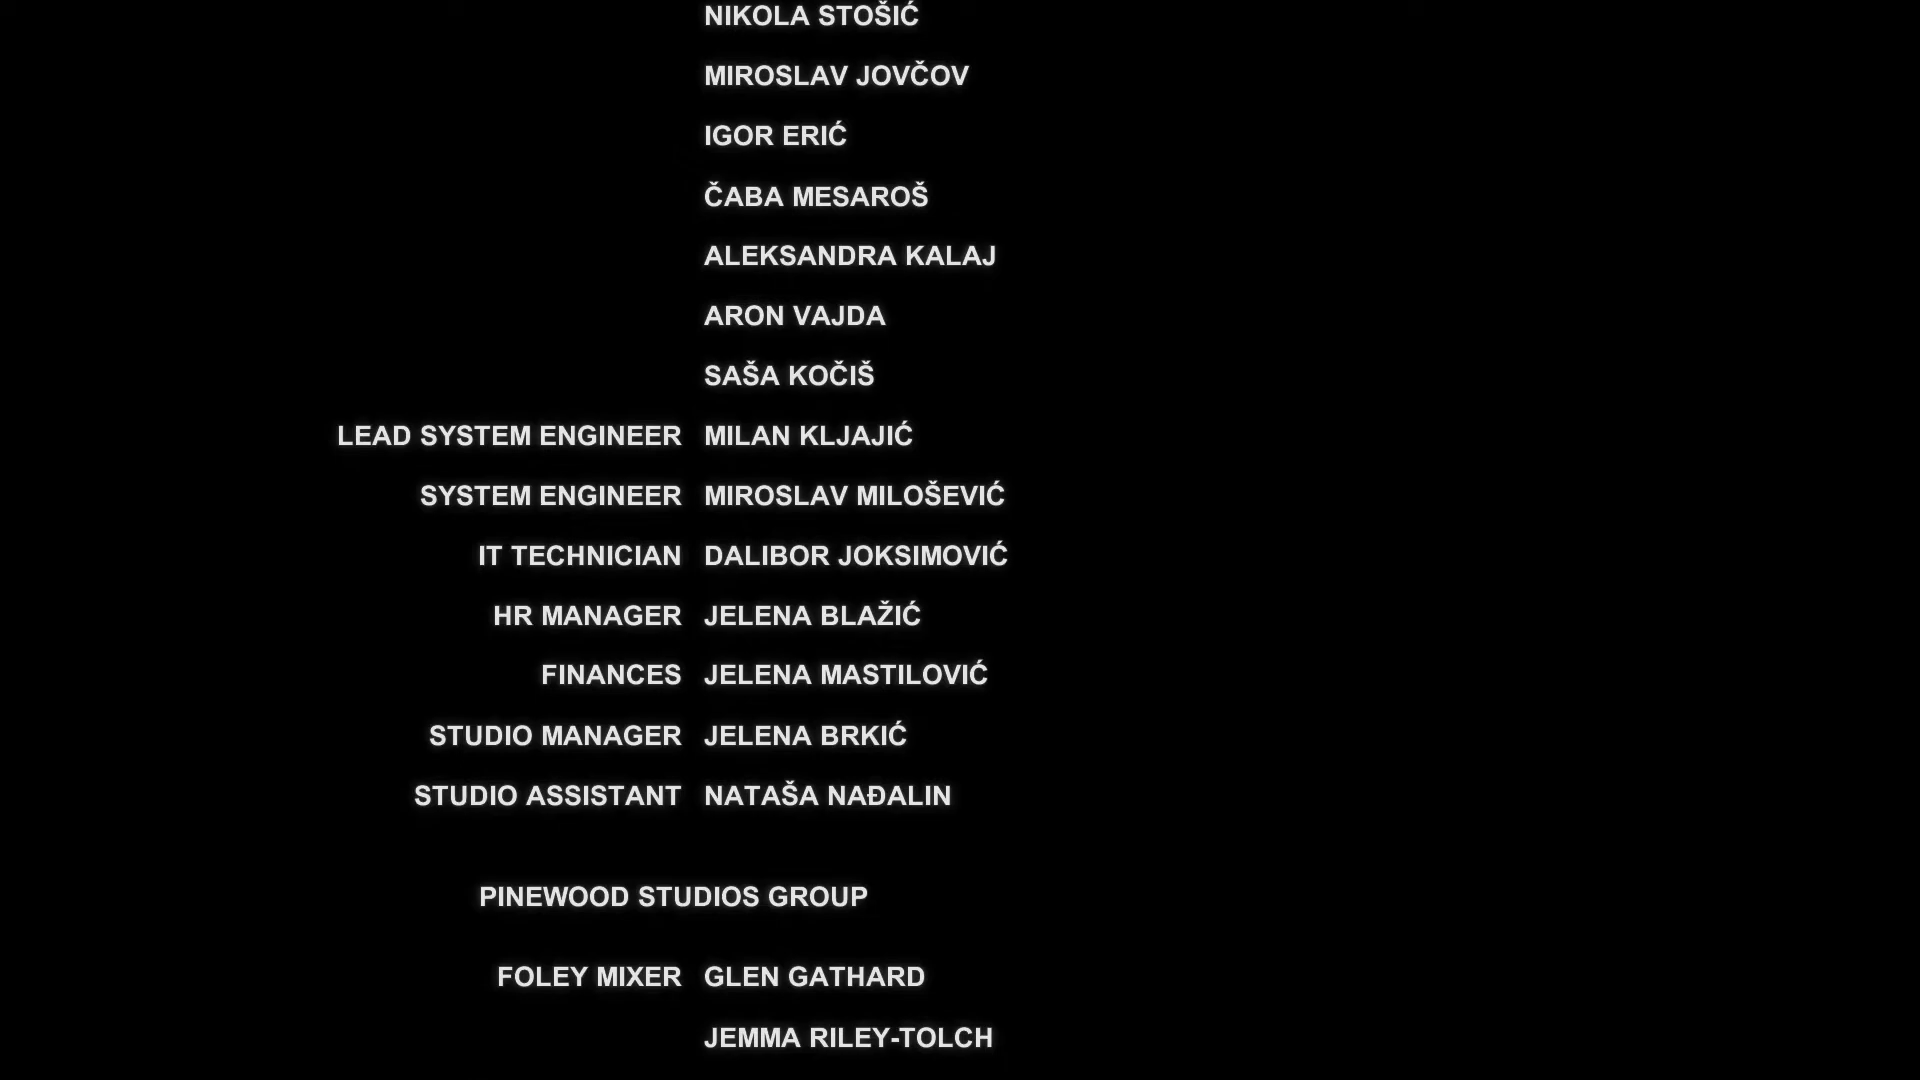 NIKOLA STOŠIĆ
MIROSLAV JOVČOV
IGOR ERIĆ
ČABA MESAROŠ
ALEKSANDRA KALAJ
ARON VAJDA
SAŠA KOČIŠ
LEAD SYSTEM ENGINEER MILAN KLJAJIĆ
SYSTEM ENGINEER MIROSLAV MILOŠEVIĆ
IT TECHNICIAN DALIBOR JOKSIMOVIĆ
HR MANAGER JELENA BLAŽIĆ
FINANCES JELENA MASTILOVIĆ
STUDIO MANAGER JELENA BRKIĆ
STUDIO ASSISTANT NATAŠA NAĐALIN
PINEWOOD STUDIOS GROUP
FOLEY MIXER GLEN GATHARD
JEMMA RILEY-TOLCH